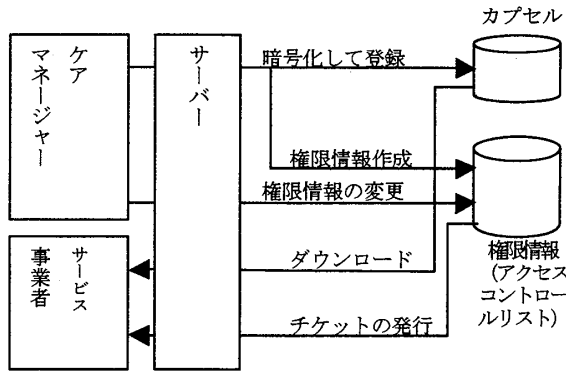 カプセル
ケア
マネージャー
サーバー
暗号化して登録
権限情報作成
権限情報の変更
サービス
事業者
ダウンロード
チケットの発行
権限情報
(アクセス
コントロー
ルリスト)